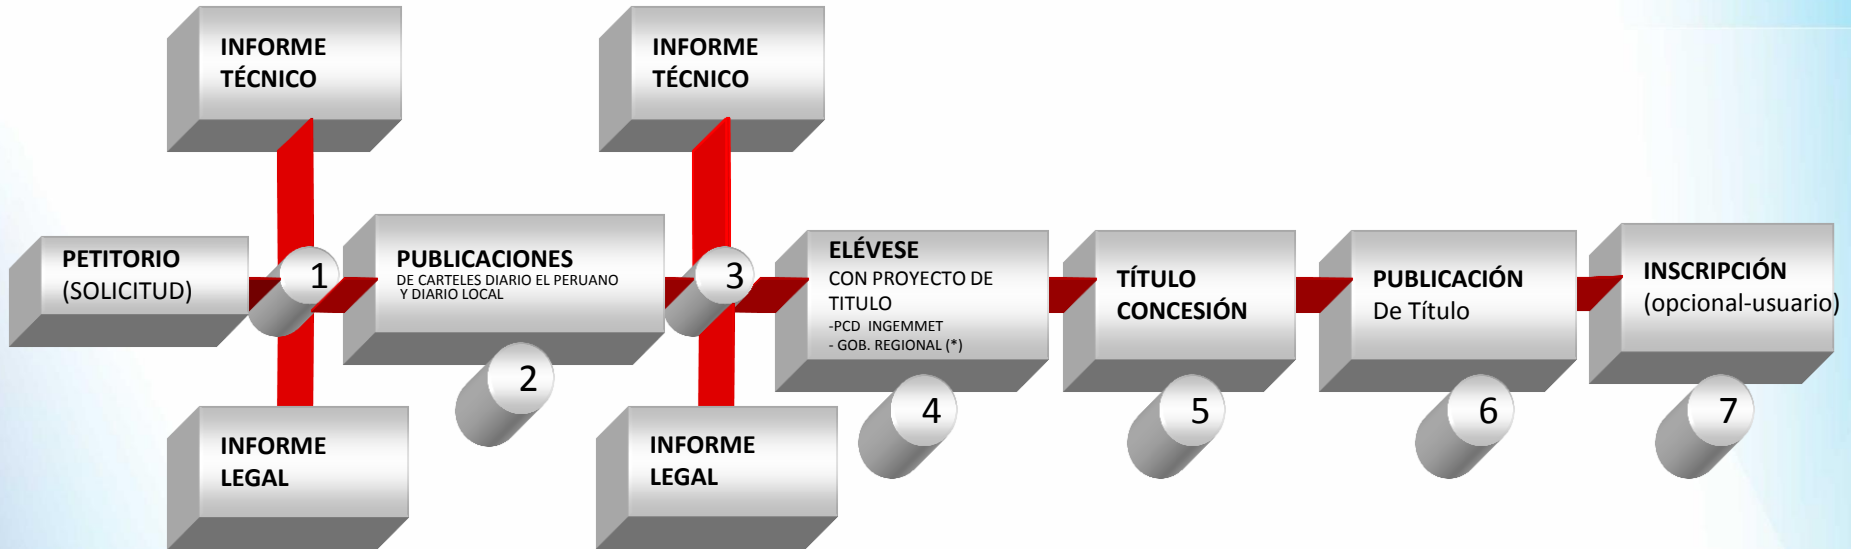 INFORME
TÉCNICO
INFORME
TÉCNICO
PETITORIO
(SOLICITUD)
1
PUBLICACIONES
DE CARTELES DIARIO EL PERUANO
Y DIARIO LOCAL
2
3
ELÉVESE
CON PROYECTO DE
TITULO
-PCD INGEMMET
- GOB. REGIONAL (*)
4
TÍTULO
CONCESIÓN
5
PUBLICACIÓN
De Título
6
INSCRIPCIÓN
(opcional-usuario)
7
INFORME
LEGAL
INFORME
LEGAL